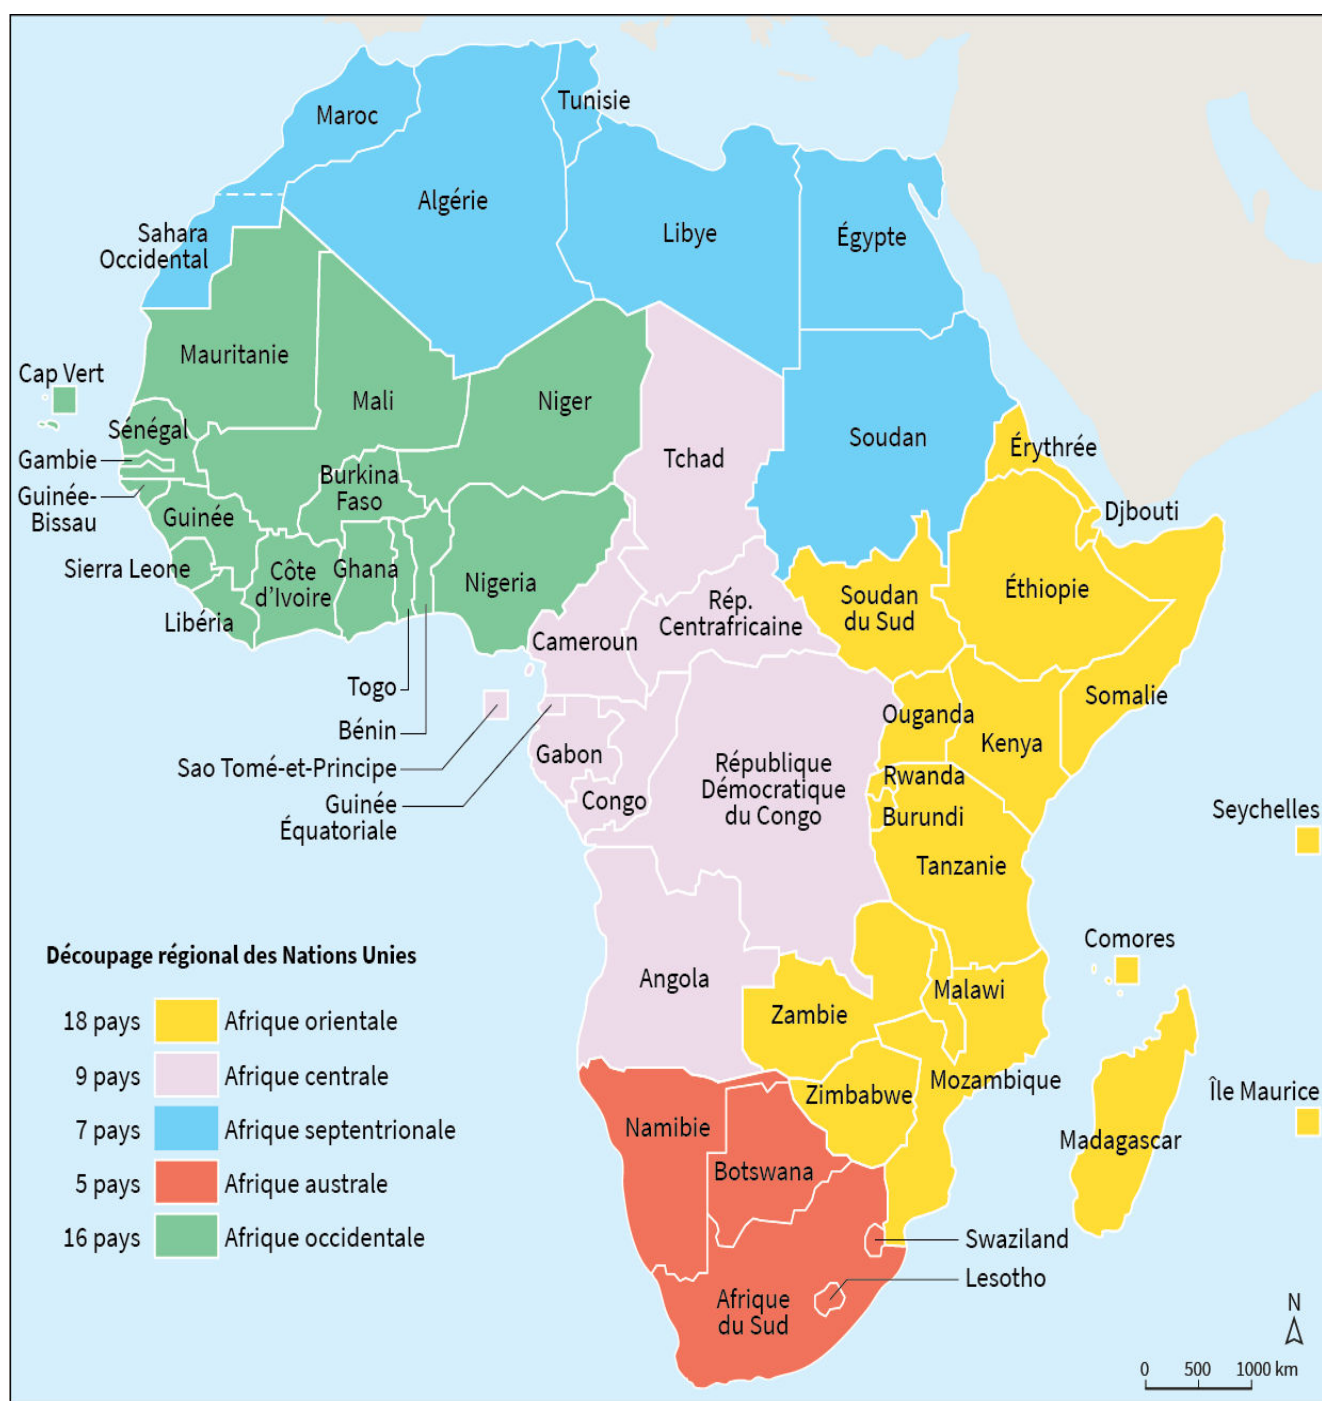 Tunisie
Maroc
Algérie
Libye
Égypte
Sahara
Occidental
Mauritanie
Cap Vert
Mali
Niger
Sénégal
Soudan
Érythrée
Tchad
Gambie
Burkina
Faso
Guinée-
Bissau
Guinée
Djbouti
Sierra Leone
Côte
d’Ivoire
Ghana
Nigeria
Éthiopie
Soudan
du Sud
Rép.
Centrafricaine
Libéria
Cameroun
Togo
Somalie
Ouganda
Bénin
Kenya
Gabon
Sao Tomé-et-Principe
République
Démocratique
du Congo
Rwanda
Guinée
Équatoriale
Congo
Burundi
Seychelles
Tanzanie
Comores
Découpage régional des Nations Unies
Angola
Malawi
Zambie
18 pays Afrique orientale
9 pays Afrique centrale
Mozambique
Zimbabwe
Île Maurice
7 pays Afrique septentrionale
Namibie
Madagascar
Botswana
5 pays Afrique australe
16 pays Afrique occidentale
Swaziland
Lesotho
Afrique
du Sud
N
0 500 1000 km